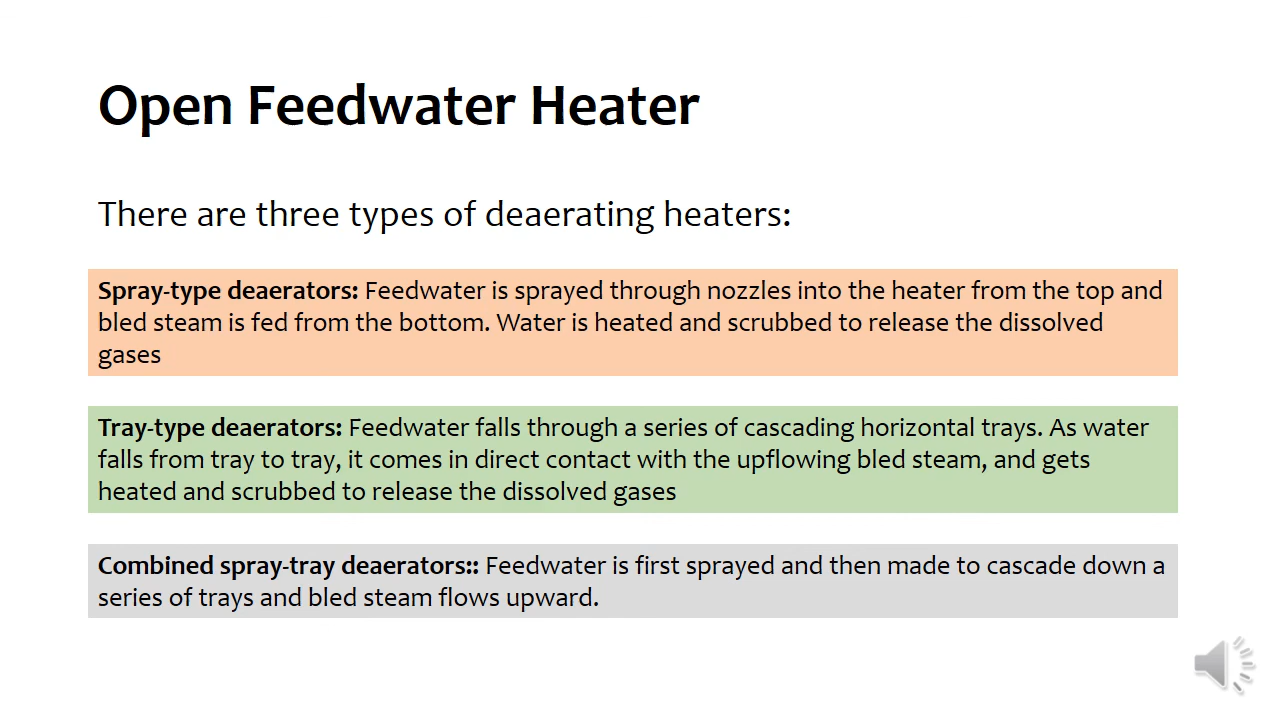 Open Feedwater Heater
There are three types of deaerating heaters:
Spray-type deaerators: Feedwater is sprayed through nozzles into the heater from the top and
bled steam is fed from the bottom. Water is heated and scrubbed to release the dissolved
gases
Tray-type deaerators: Feedwater falls through a series of cascading horizontal trays. As water
falls from tray to tray, it comes in direct contact with the upflowing bled steam, and gets
heated and scrubbed to release the dissolved gases
Combined spray-tray deaerators:: Feedwater is first sprayed and then made to cascade down a
series of trays and bled steam flows upward.